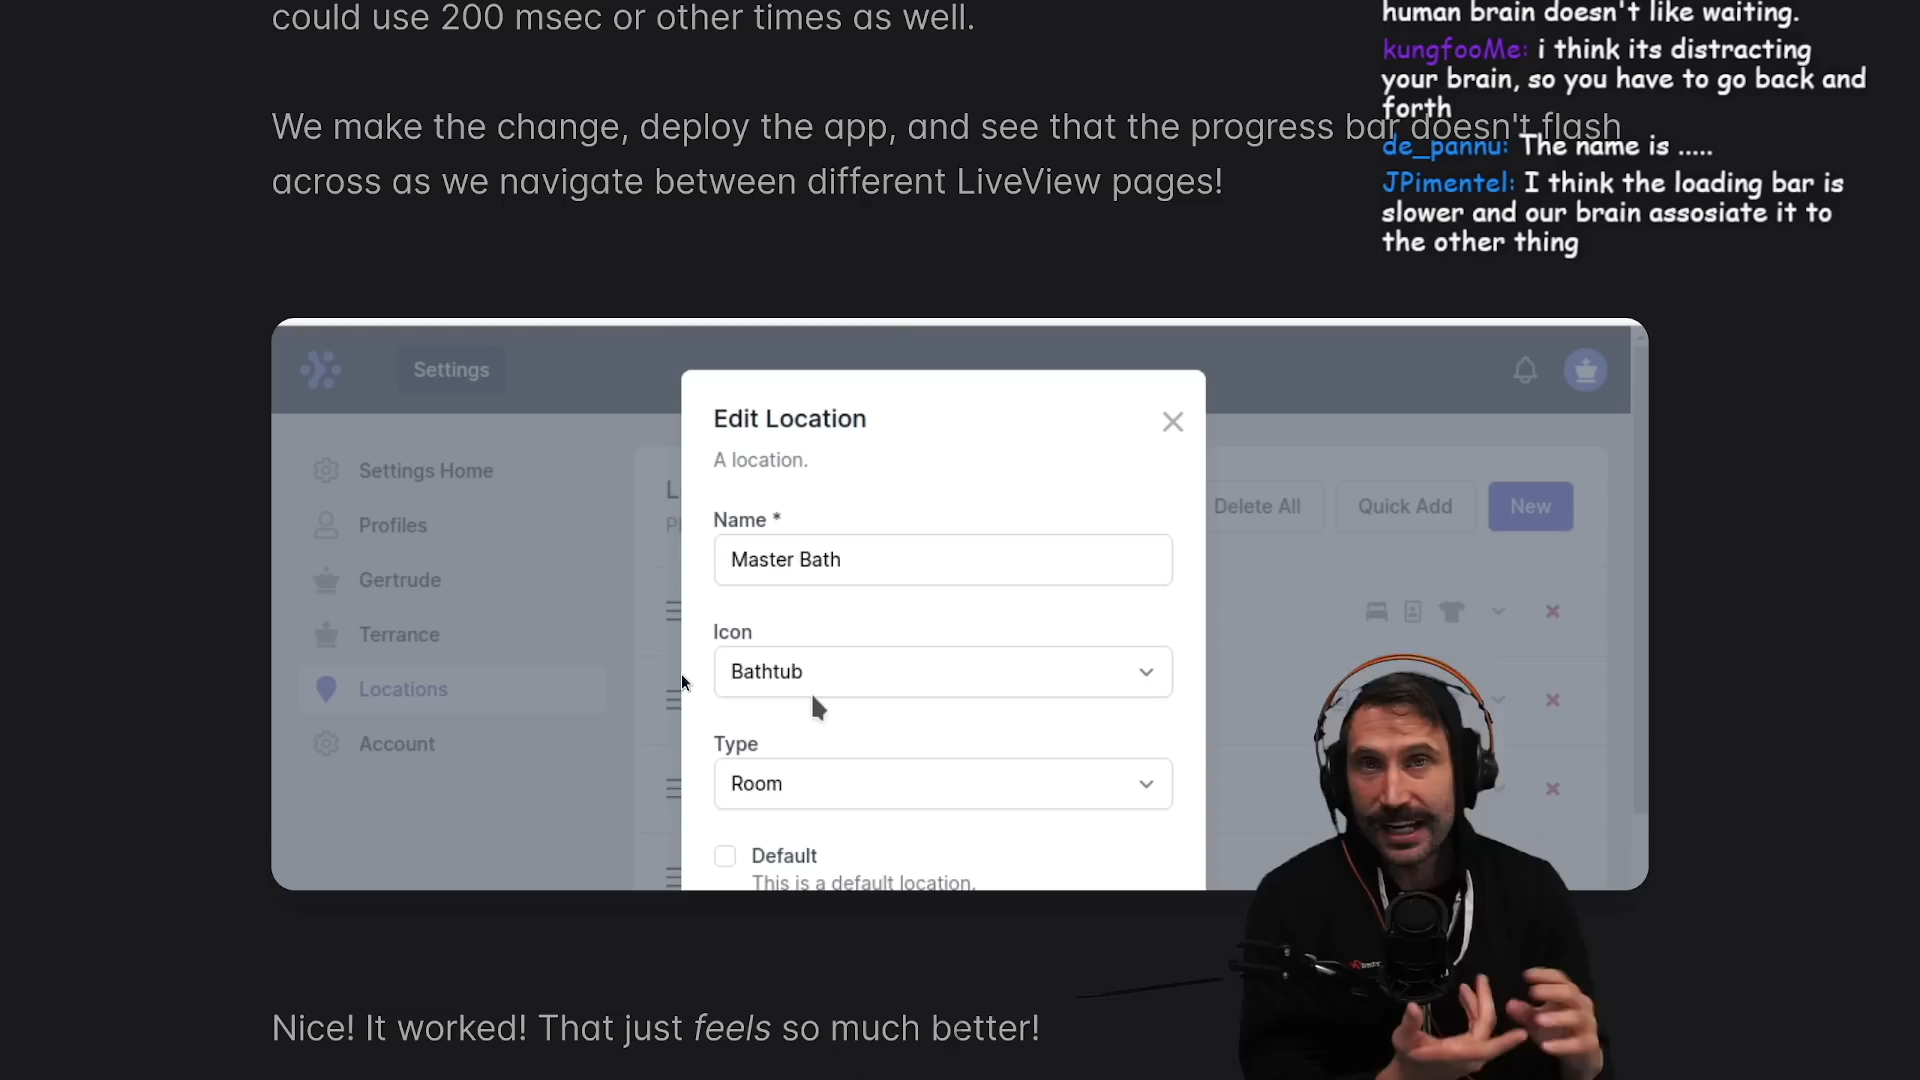 could use 200 msec or other times as well.
We make the change, deploy the app, and see that the progress bar doesn't flash
across as we navigate between different LiveView pages!
human brain doesn't like waiting.
kungfooMe: i think its distracting
your brain, so you have to go back and
forth
de_pannu: The name is .....
JPimentel: I think the loading bar is
slower and our brain assosiate it to
the other thing
Settings
Settings Home
Profiles
Gertrude
Terrance
Locations
Account
Edit Location
A location.
Name *
Master Bath
Icon
Bathtub
Type
Room
Default
This is a default location.
Delete All
Quick Add
New
Nice! It worked! That just feels so much better!